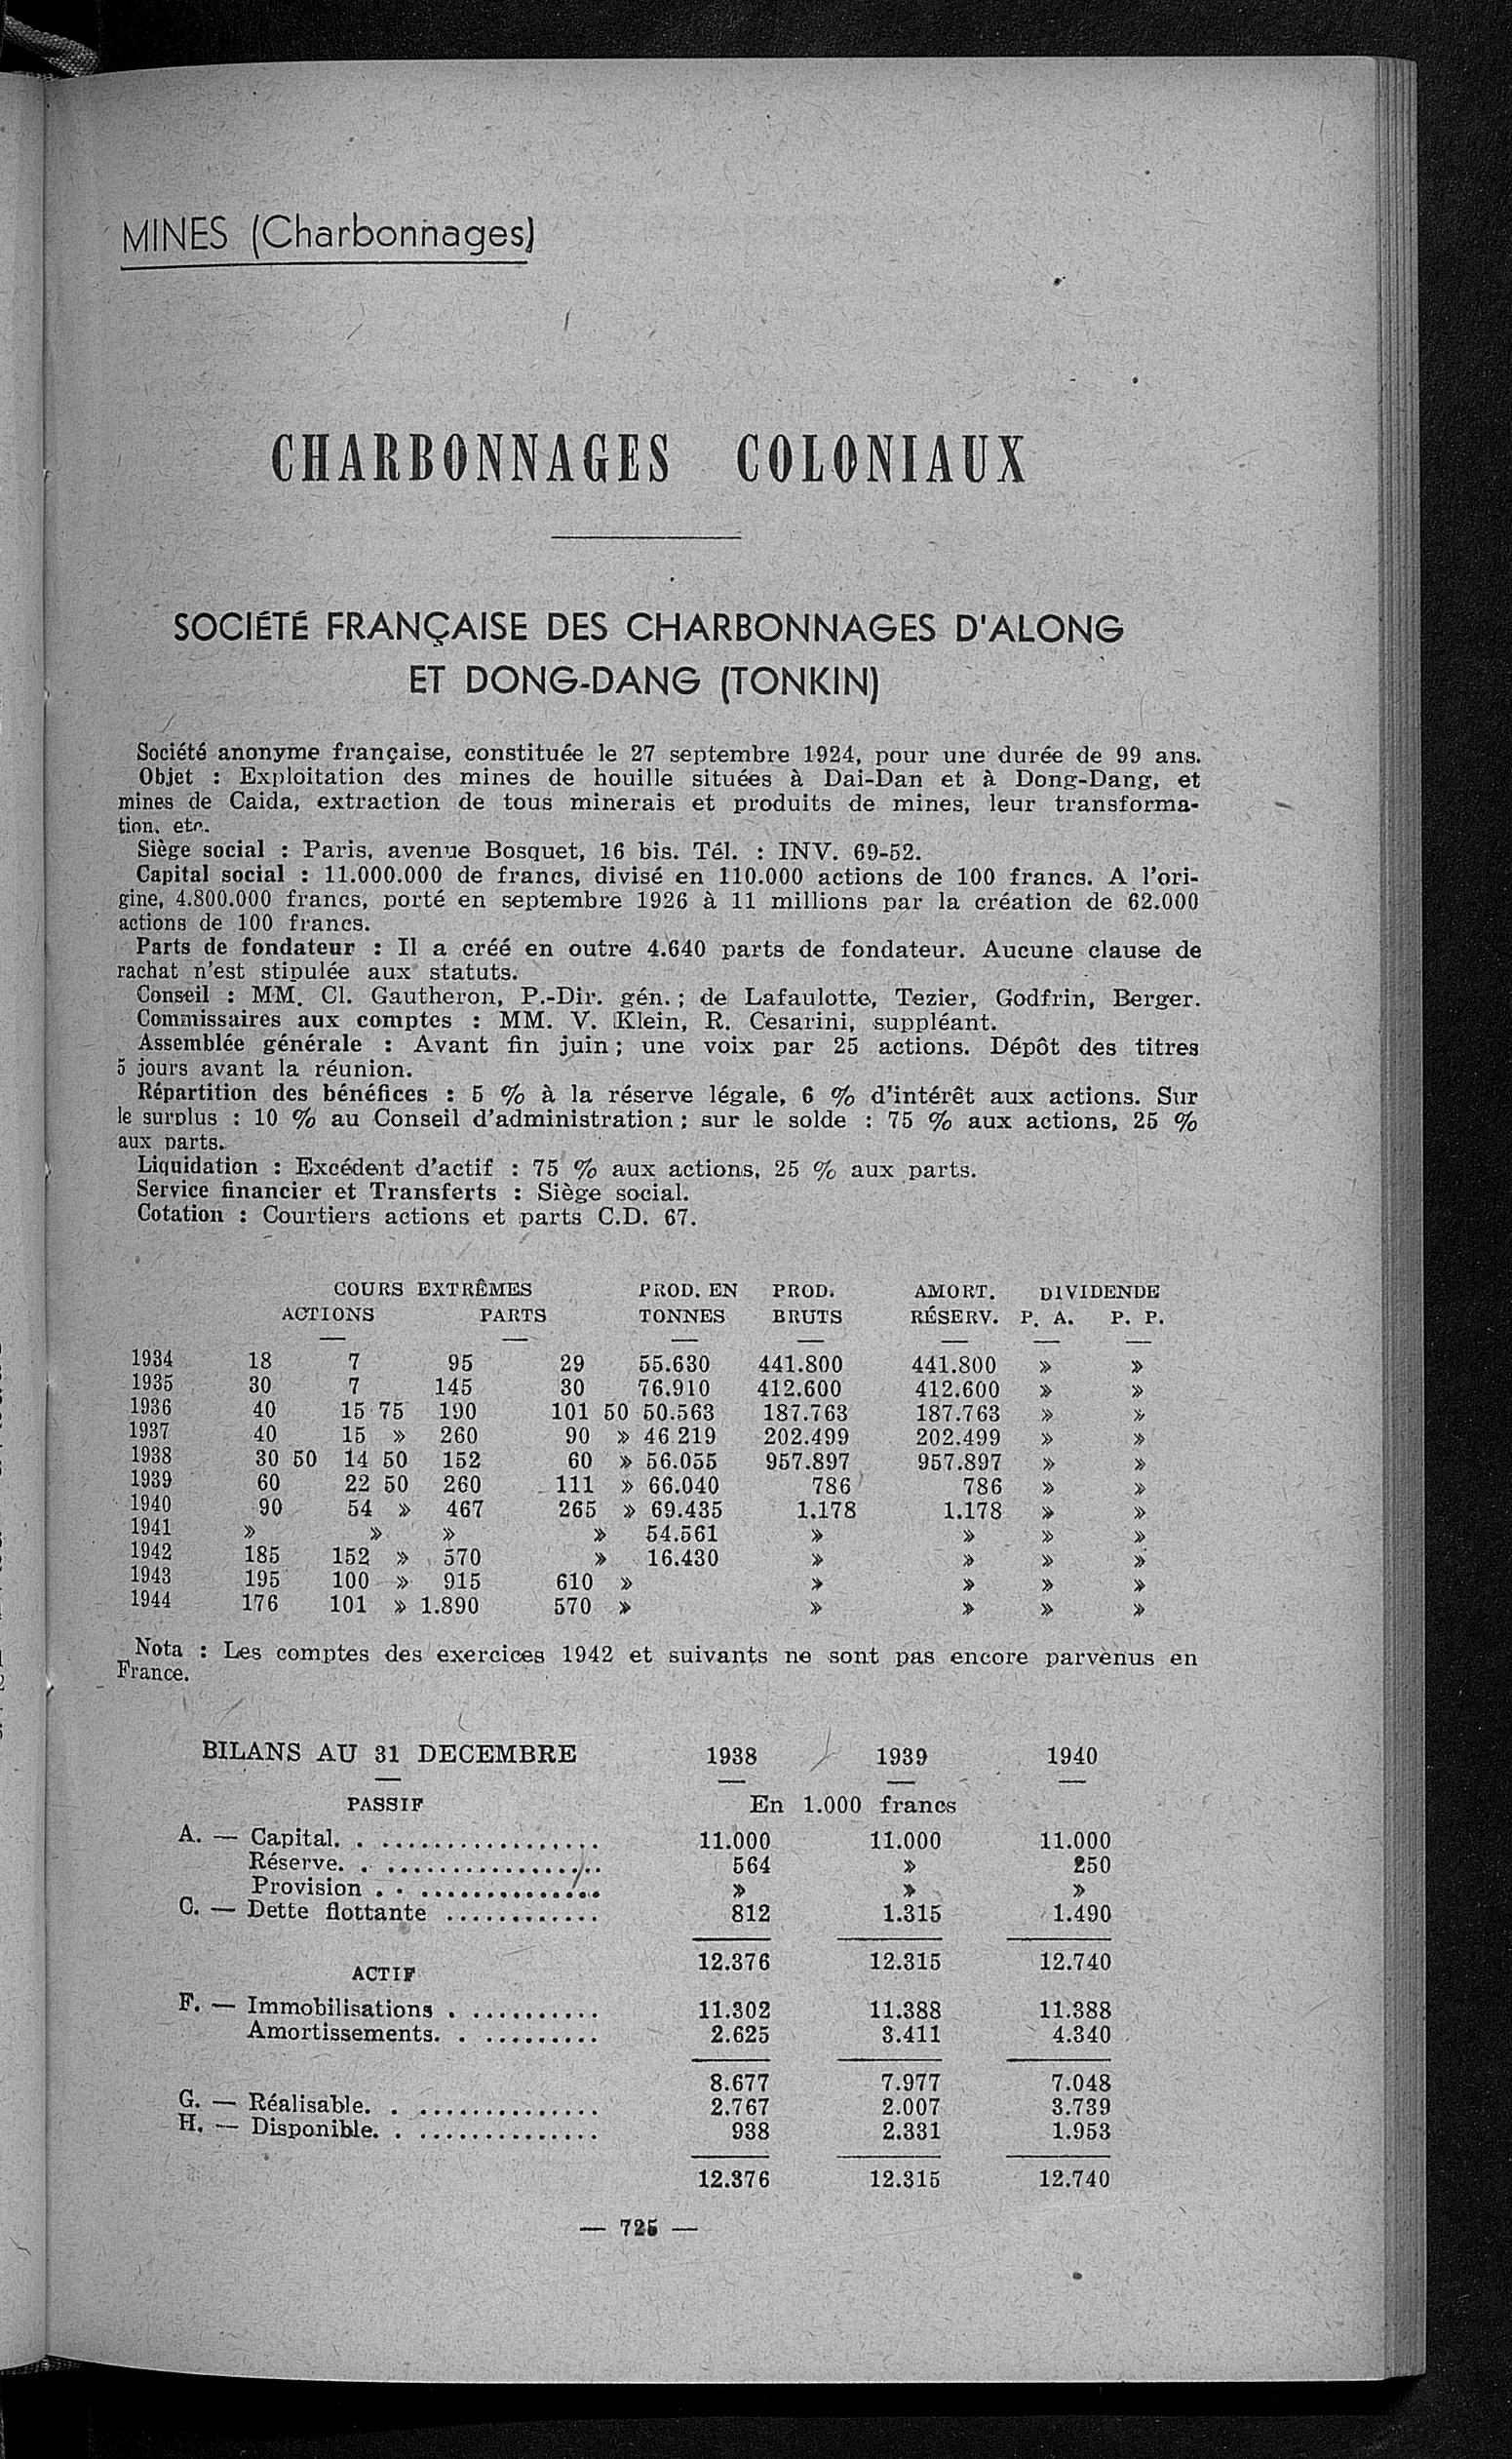 MINES (Charbonnages)
CHARBONNAGES COLONIAUX
SOCIÉTÉ FRANÇAISE DES CHARBONNAGES D'ALONG
ET DONG-DANG (TONKIN)
Société anonyme française, constituée le 27 septembre 1924, pour une durée de 99 ans.
Objet : Exploitation des mines de houille situées à Dai-Dan et à Dong-Dang, et
mines de Caida, extraction de tous minerais et produits de mines, leur transforma-
tion, etc.
Siège social : Paris, avenue Bosquet, 16 bis. Tél. : INV. 69-52.
Capital social : 11.000.000 de francs, divisé en 110.000 actions de 100 francs. A l'ori-
gine, 4.800.000 francs, porté en septembre 1926 à 11 millions par la création de 62.000
actions de 100 francs.
Parts de fondateur : Il a créé en outre 4.640 parts de fondateur. Aucune clause de
rachat n'est stipulée aux statuts.
Conseil : MM. Cl. Gautheron, P.-Dir. gén. ; de Lafaulotte, Tezier, Godfrin, Berger.
Commissaires aux comptes : MM. V. Klein, R. Cesarini, suppléant.
Assemblée générale : Avant fin juin ; une voix par 25 actions. Dépôt des titres
5 jours avant la réunion.
Répartition des bénéfices : 5 % à la réserve légale, 6 % d'intérêt aux actions. Sur
le surplus : 10 % au Conseil d'administration ; sur le solde : 75 % aux actions, 25 %
aux parts.
Liquidation : Excédent d'actif : 75 % aux actions, 25 % aux parts.
Service financier et Transferts : Siège social.
Cotation : Courtiers actions et parts C.D. 67.
COURS EXTRÊMES PROD. EN PROD. AMORT. DIVIDENDE
ACTIONS PARTS TONNES BRUTS RÉSERV. P. A. P. P.
1934 18 7 95 29 55.630 441.800 441.800 » »
1935 30 7 145 30 76.910 412.600 412.600 » »
1936 40 15 75 190 101 50 50.563 187.763 187.763 » »
1937 40 15 » 260 90 » 46 219 202.499 202.499 » »
1938 30 50 14 50 152 60 » 56.055 957.897 957.897 » »
1939 60 22 50 260 111 » 66.040 786 786 » »
1940 90 54 » 467 265 » 69.435 1.178 1.178 » »
1941 » » » » 54.561 » » » »
1942 185 152 » 570 » 16.430 » » » »
1943 195 100 » 915 610 » » » » »
1944 176 101 » 1.890 570 » » » » »
Nota : Les comptes des exercices 1942 et suivants ne sont pas encore parvenus en
France.
BILANS AU 31 DECEMBRE 1938 1939 1940
PASSIF En 1.000 francs
A. — Capital. . ................. 11.000 11.000 11.000
Réserve. . ................. 564 » 250
Provision . . .............. » » »
C. — Dette flottante ............ 812 1.315 1.490
12.376 12.315 12.740
ACTIF
F. — Immobilisations . .......... 11.302 11.388 11.388
Amortissements. . ......... 2.625 3.411 4.340
8.677 7.977 7.048
G. — Réalisable. . .............. 2.767 2.007 3.739
H. — Disponible. . .............. 938 2.331 1.953
12.376 12.315 12.740
— 725 —